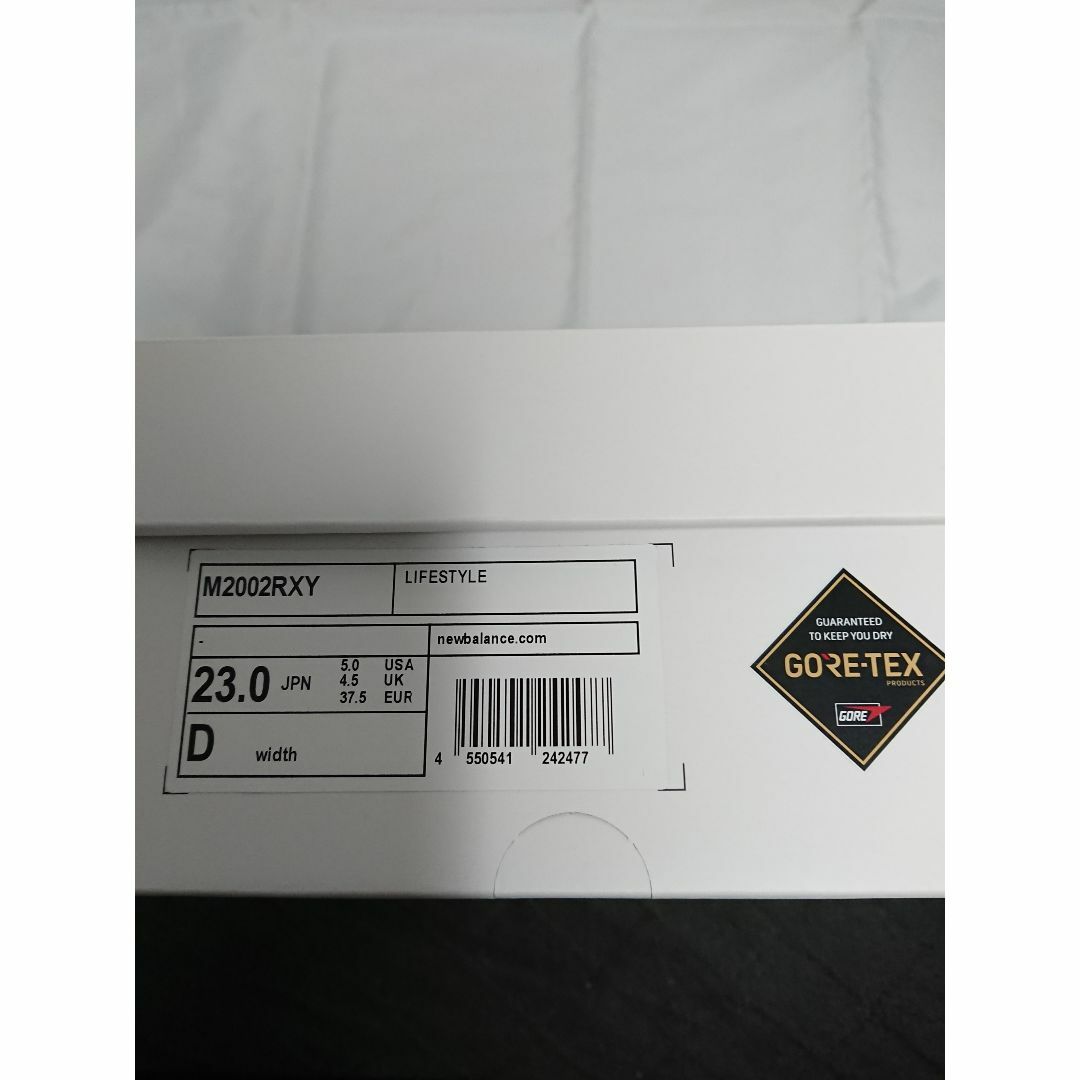 M2002RXY
LIFESTYLE
-
newbalance.com
23.0 JPN
5.0 USA
4.5 UK
37.5 EUR
D width
4 550541 242477
GUARANTEED
TO KEEP YOU DRY
GORE-TEX
PRODUCTS
GORE